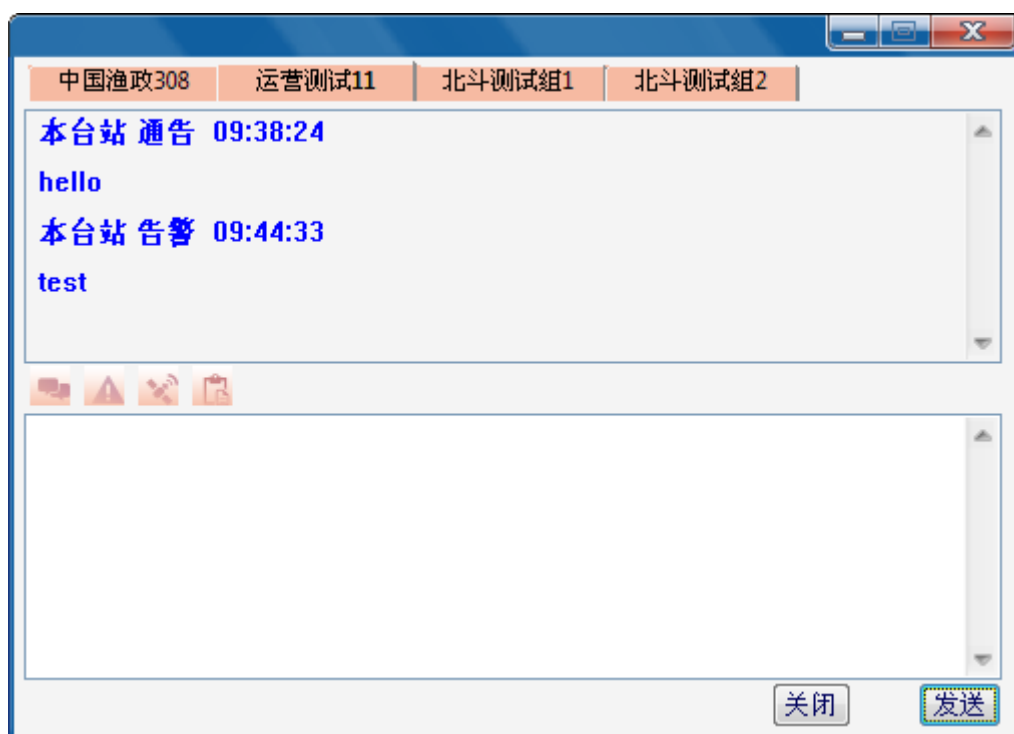 中国渔政308 运营测试11 北斗测试组1 北斗测试组2
本台站 通告 09:38:24
hello
本台站 告警 09:44:33
test
关闭 发送